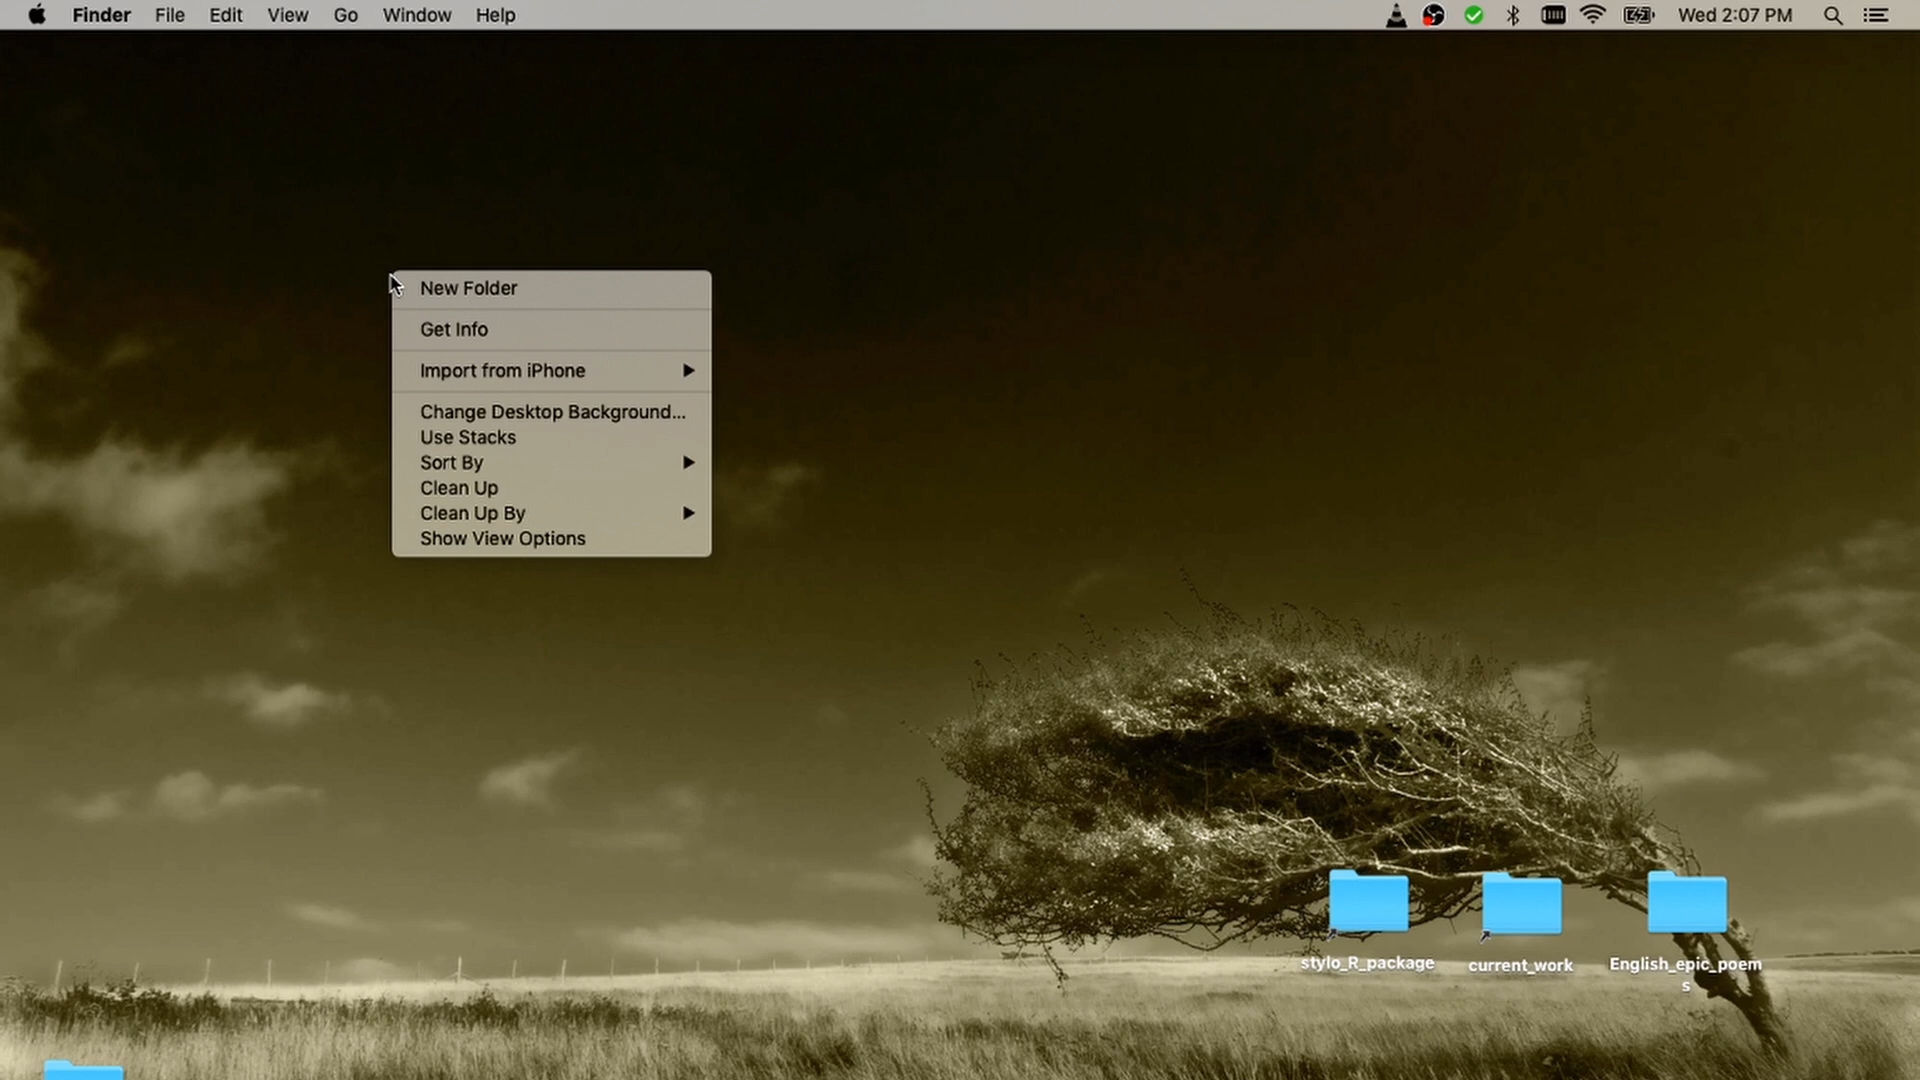 Finder File Edit View Go Window Help Wed 2:07 PM
New Folder
Get Info
Import from iPhone
Change Desktop Background...
Use Stacks
Sort By
Clean Up
Clean Up By
Show View Options
stylo_R_package
current_work
English_epic_poem
s